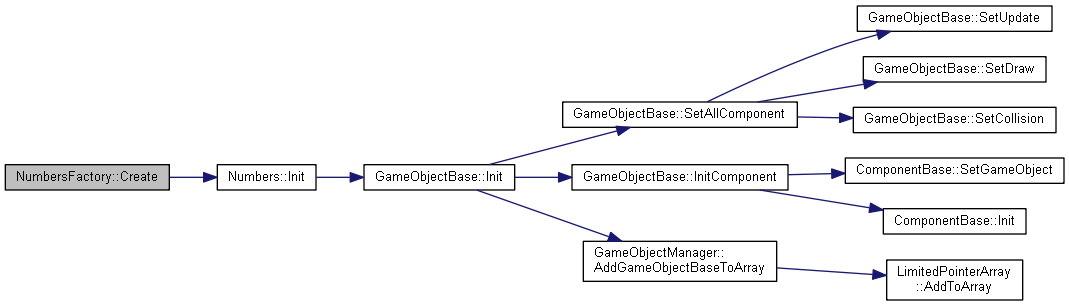 NumbersFactory::Create
Numbers::Init
GameObjectBase::Init
GameObjectBase::SetAllComponent
GameObjectBase::SetUpdate
GameObjectBase::SetDraw
GameObjectBase::SetCollision
GameObjectBase::InitComponent
ComponentBase::SetGameObject
ComponentBase::Init
GameObjectManager::
AddGameObjectBaseToArray
LimitedPointerArray
::AddToArray